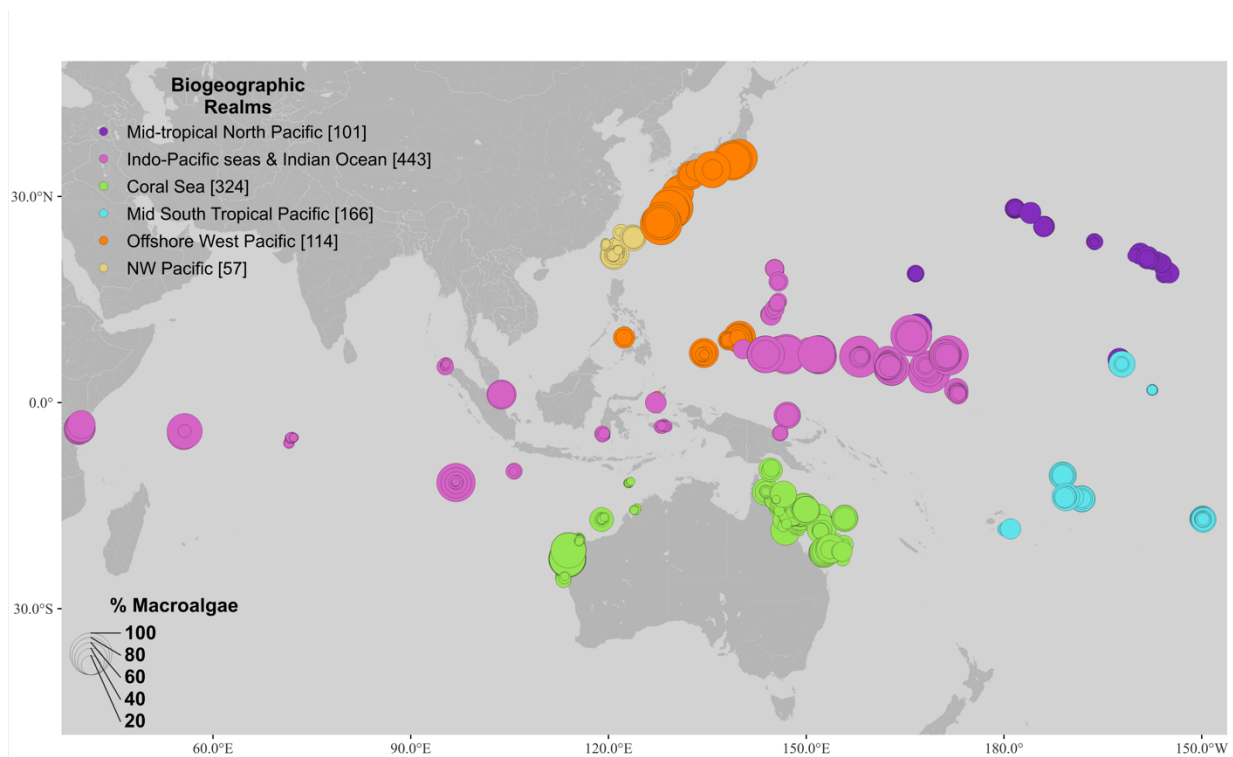 Biogeographic
Realms
Mid-tropical North Pacific [101]
Indo-Pacific seas & Indian Ocean [443]
Coral Sea [324]
Mid South Tropical Pacific [166]
Offshore West Pacific [114]
NW Pacific [57]
30.0°N
0.0°
30.0°S
% Macroalgae
100
80
60
40
20
60.0°E 90.0°E 120.0°E 150.0°E 180.0° 150.0°W